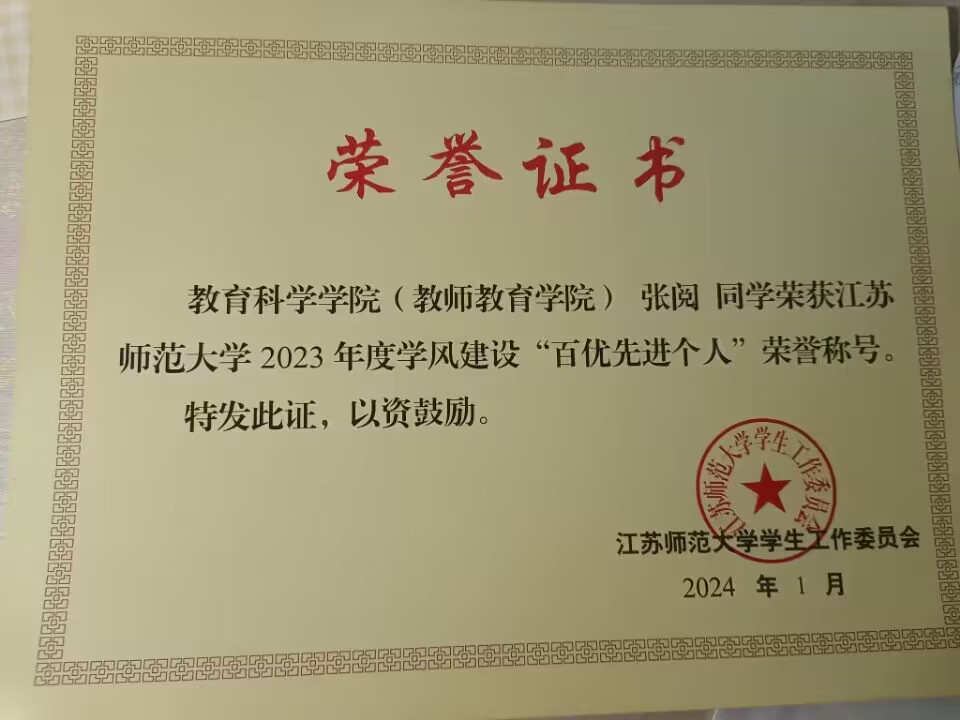 荣誉证书
教育科学学院（教师教育学院） 张阅 同学荣获江苏
师范大学 2023 年度学风建设“百优先进个人”荣誉称号。
特发此证，以资鼓励。
江苏师范大学学生工作委员会
江苏师范大学学生工作委员会
2024 年 1 月